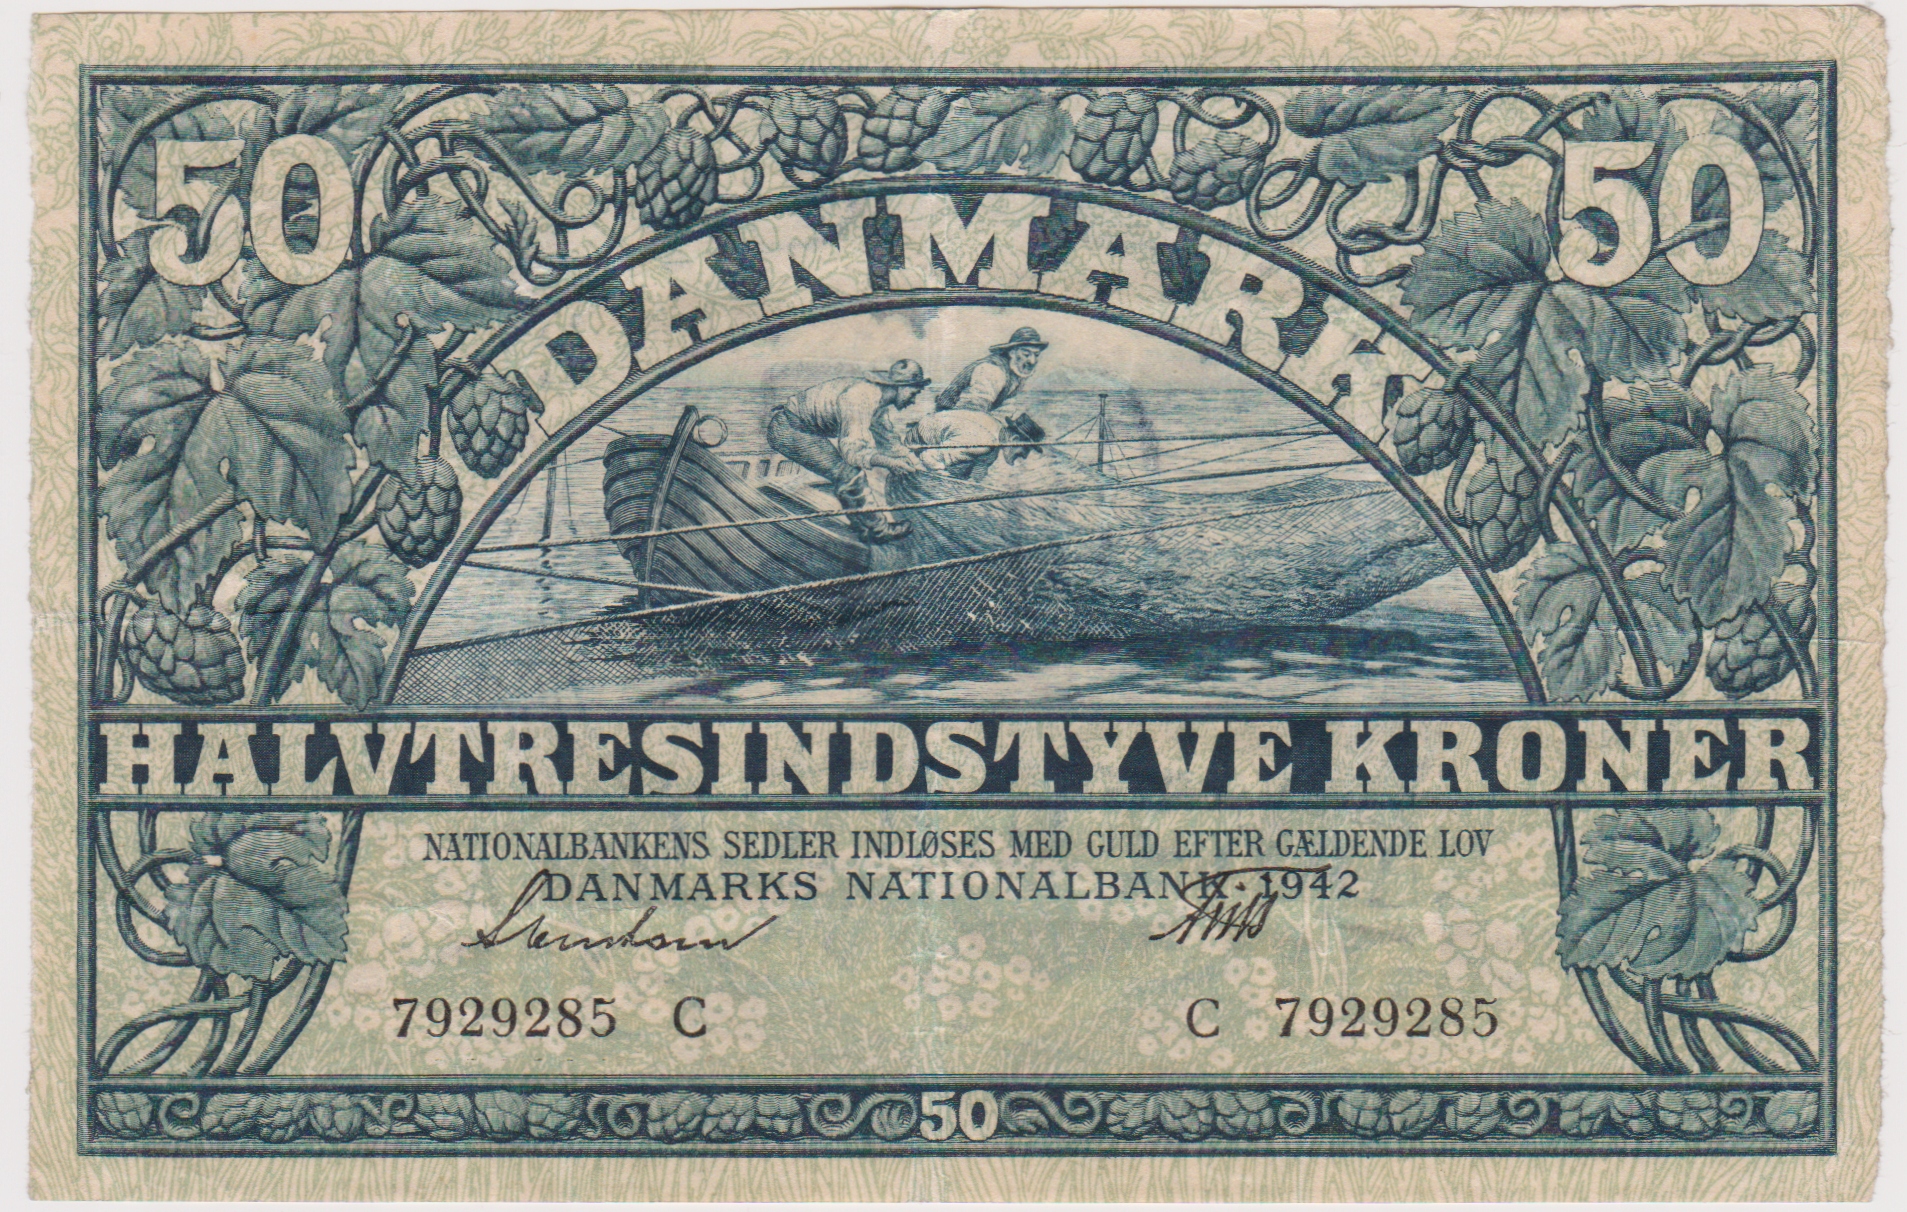 50 50
DANMARK
HALVTRESINDSTYVE KRONER
NATIONALBANKENS SEDLER INDLØSES MED GULD EFTER GÆLDENDE LOV
DANMARKS NATIONALBANK · 1942
7929285 C C 7929285
50